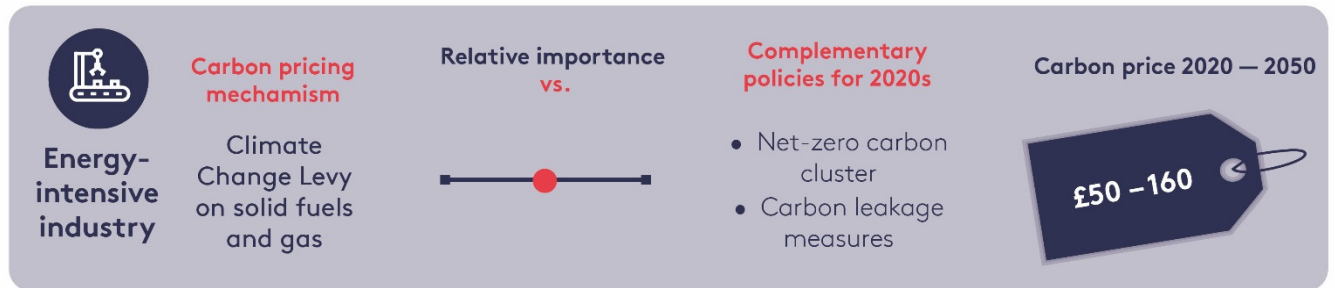 Energy-
intensive
industry
Carbon pricing
mechamism
Climate
Change Levy
on solid fuels
and gas
Relative importance
vs.
Complementary
policies for 2020s
• Net-zero carbon
cluster
• Carbon leakage
measures
Carbon price 2020 — 2050
£50 – 160